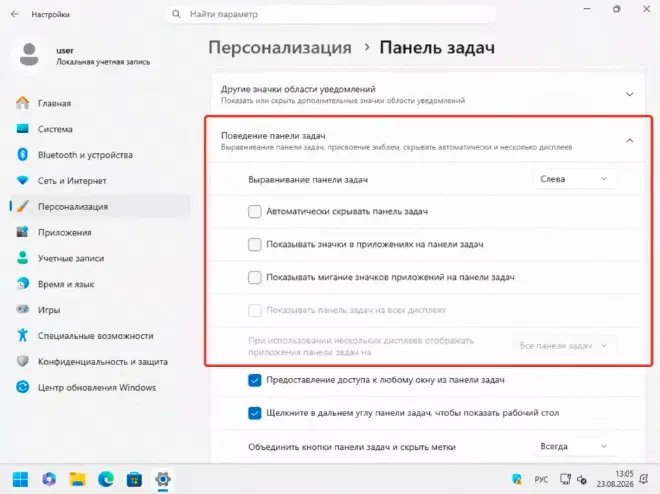 Настройки
Найти параметр
user
Локальная учетная запись
Персонализация > Панель задач
Главная
Система
Bluetooth и устройства
Сеть и Интернет
Персонализация
Приложения
Учетные записи
Время и язык
Игры
Специальные возможности
Конфиденциальность и защита
Центр обновления Windows
Другие значки области уведомлений
Показать или скрыть дополнительные значки области уведомлений
Поведение панели задач
Выравнивание панели задач, присвоение эмблем, скрывать автоматически и несколько дисплеев
Выравнивание панели задач
Слева
Автоматически скрывать панель задач
Показывать значки в приложениях на панели задач
Показывать мигание значков приложений на панели задач
Показывать панель задач на всех дисплеях
При использовании нескольких дисплеев отображать
приложения панели задач на
Все панели задач
Предоставление доступа к любому окну из панели задач
Щелкните в дальнем углу панели задач, чтобы показать рабочий стол
Объединить кнопки панели задач и скрыть метки
Всегда
РУС
13:05
23.08.2026